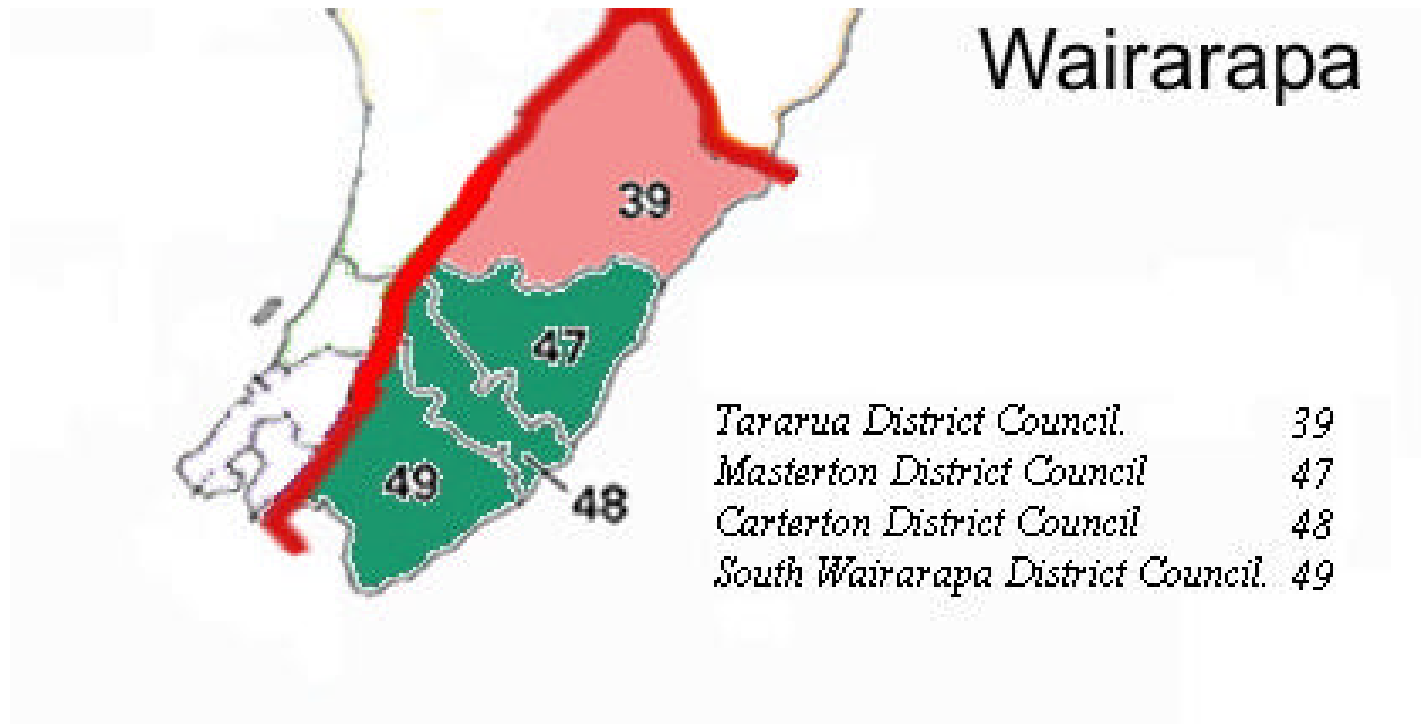 Wairarapa
39
47
49
48
Tararua District Council. 39
Masterton District Council 47
Carterton District Council 48
South Wairarapa District Council. 49